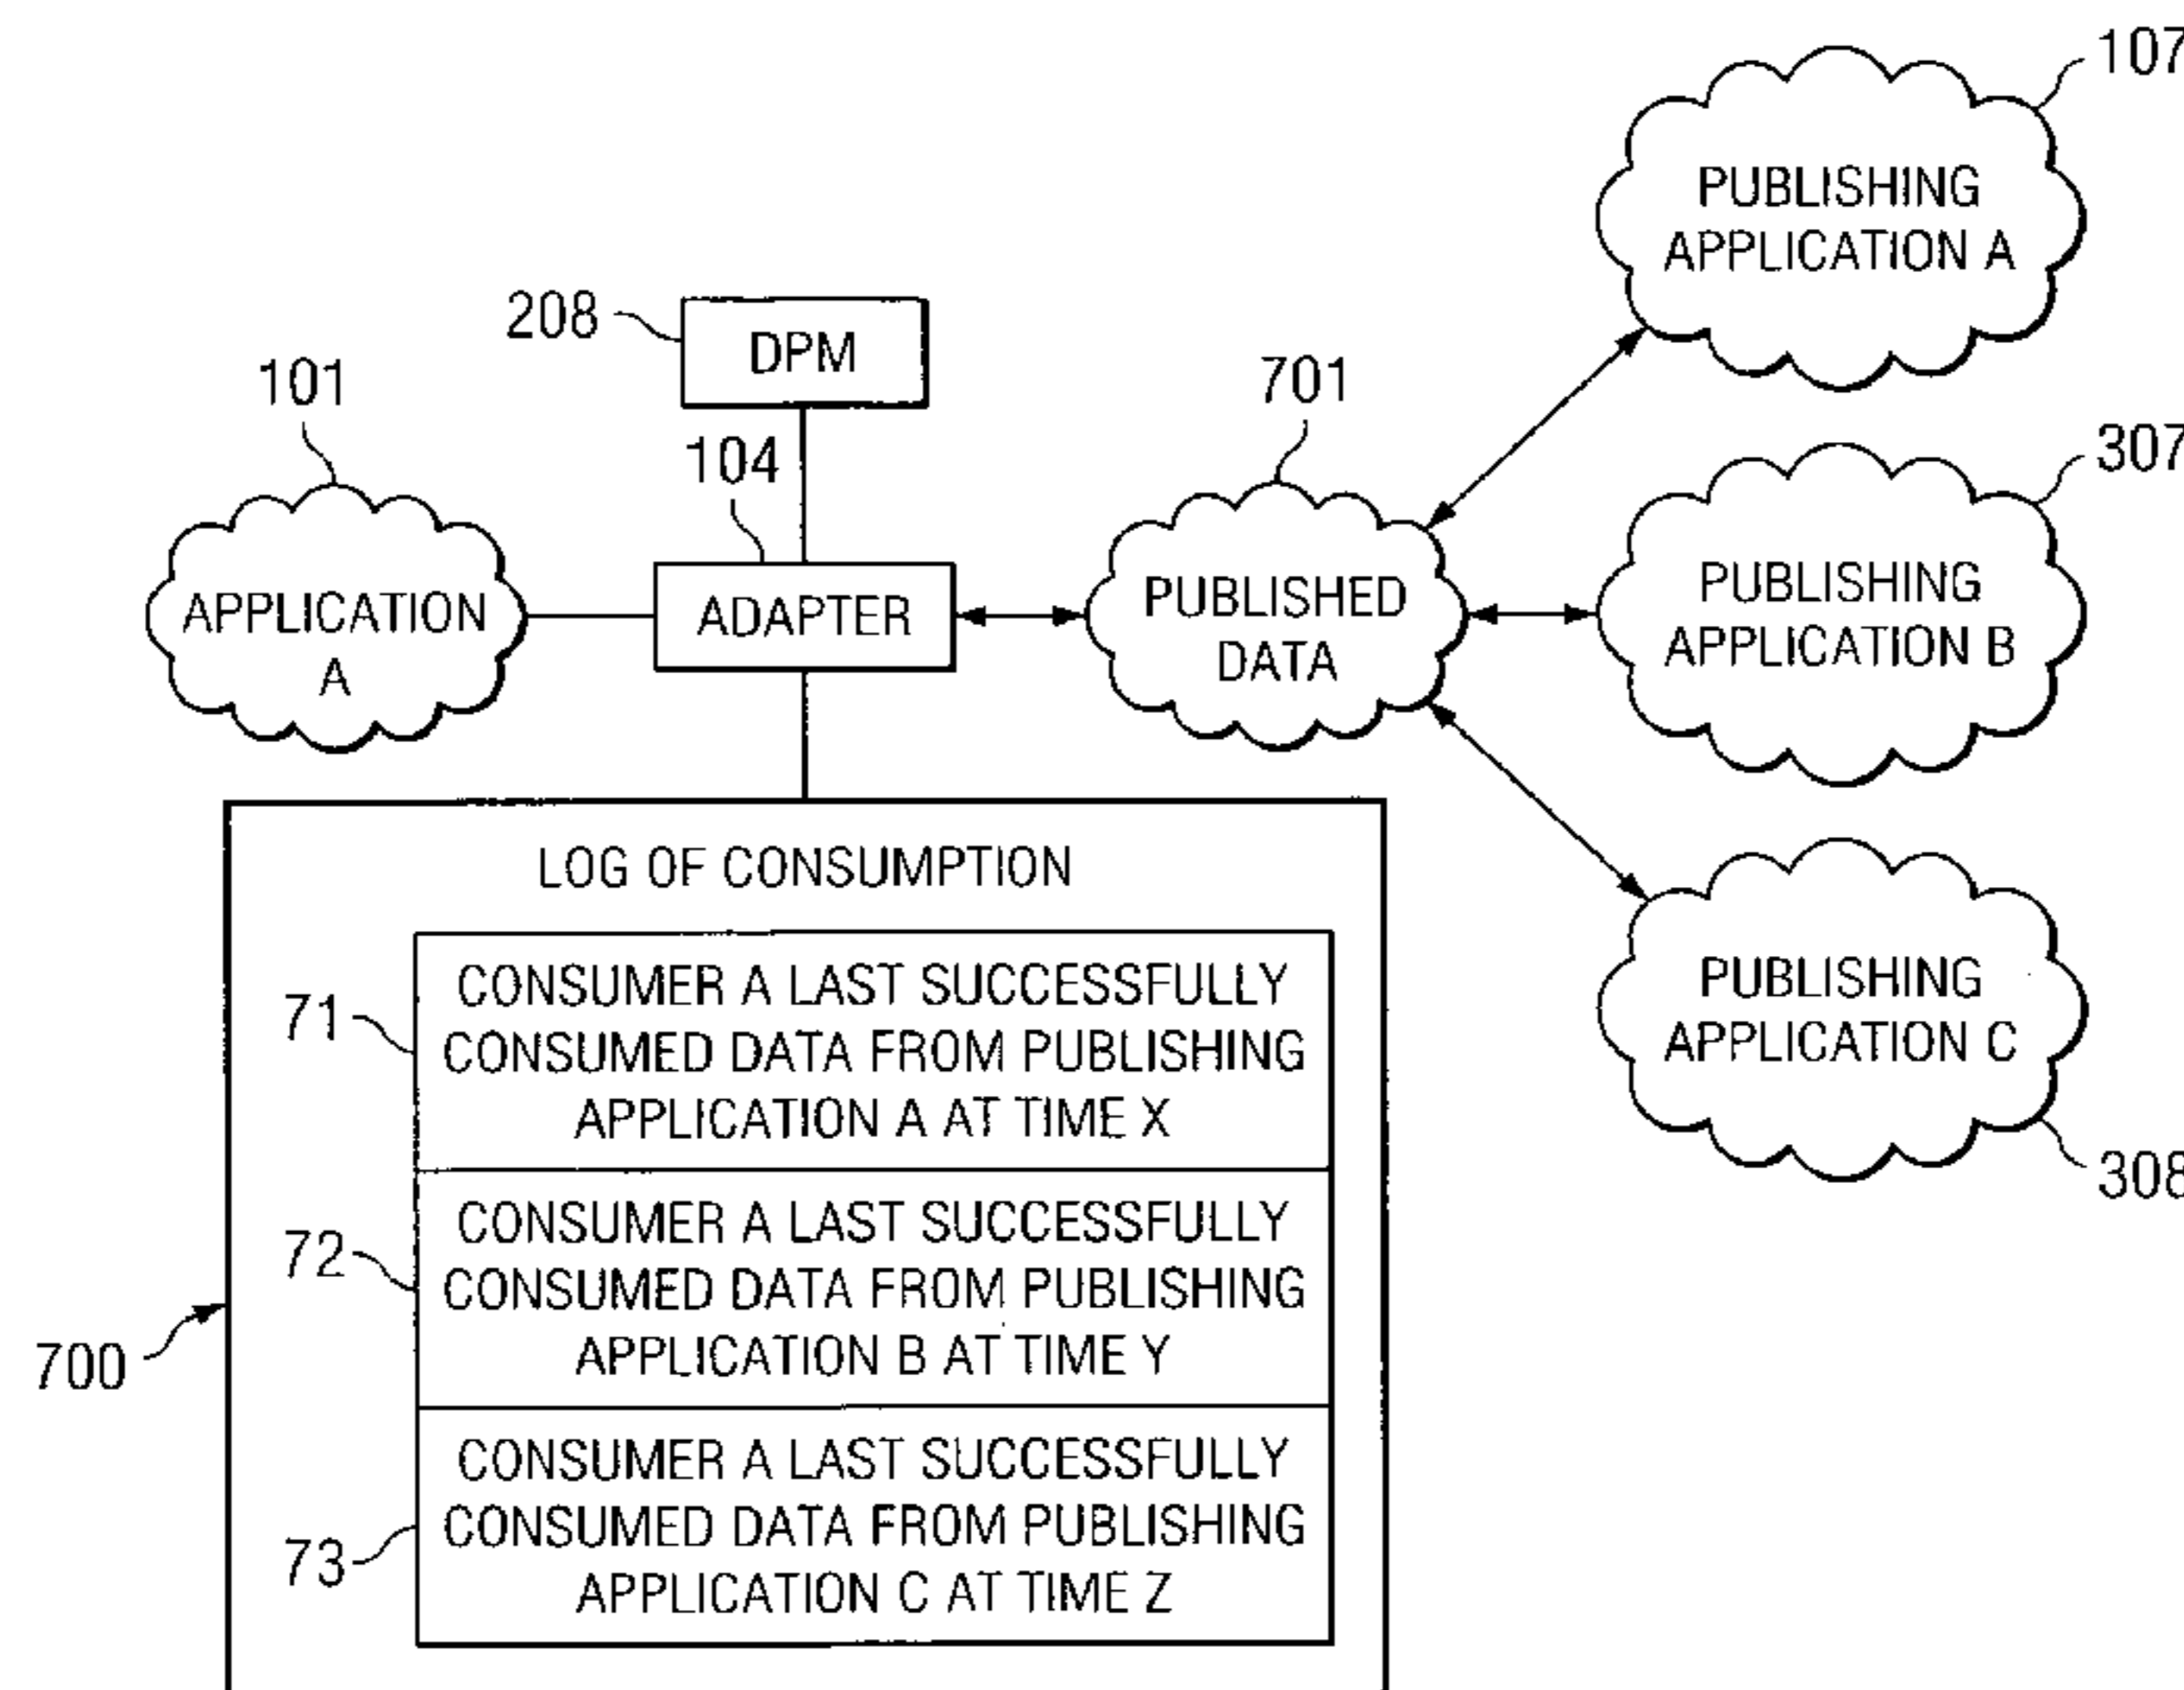 107
PUBLISHING
APPLICATION A
208
DPM
101
104
701
307
APPLICATION
A
ADAPTER
PUBLISHED
DATA
PUBLISHING
APPLICATION B
LOG OF CONSUMPTION
PUBLISHING
APPLICATION C
308
71
CONSUMER A LAST SUCCESSFULLY
CONSUMED DATA FROM PUBLISHING
APPLICATION A AT TIME X
72
CONSUMER A LAST SUCCESSFULLY
CONSUMED DATA FROM PUBLISHING
APPLICATION B AT TIME Y
700
73
CONSUMER A LAST SUCCESSFULLY
CONSUMED DATA FROM PUBLISHING
APPLICATION C AT TIME Z